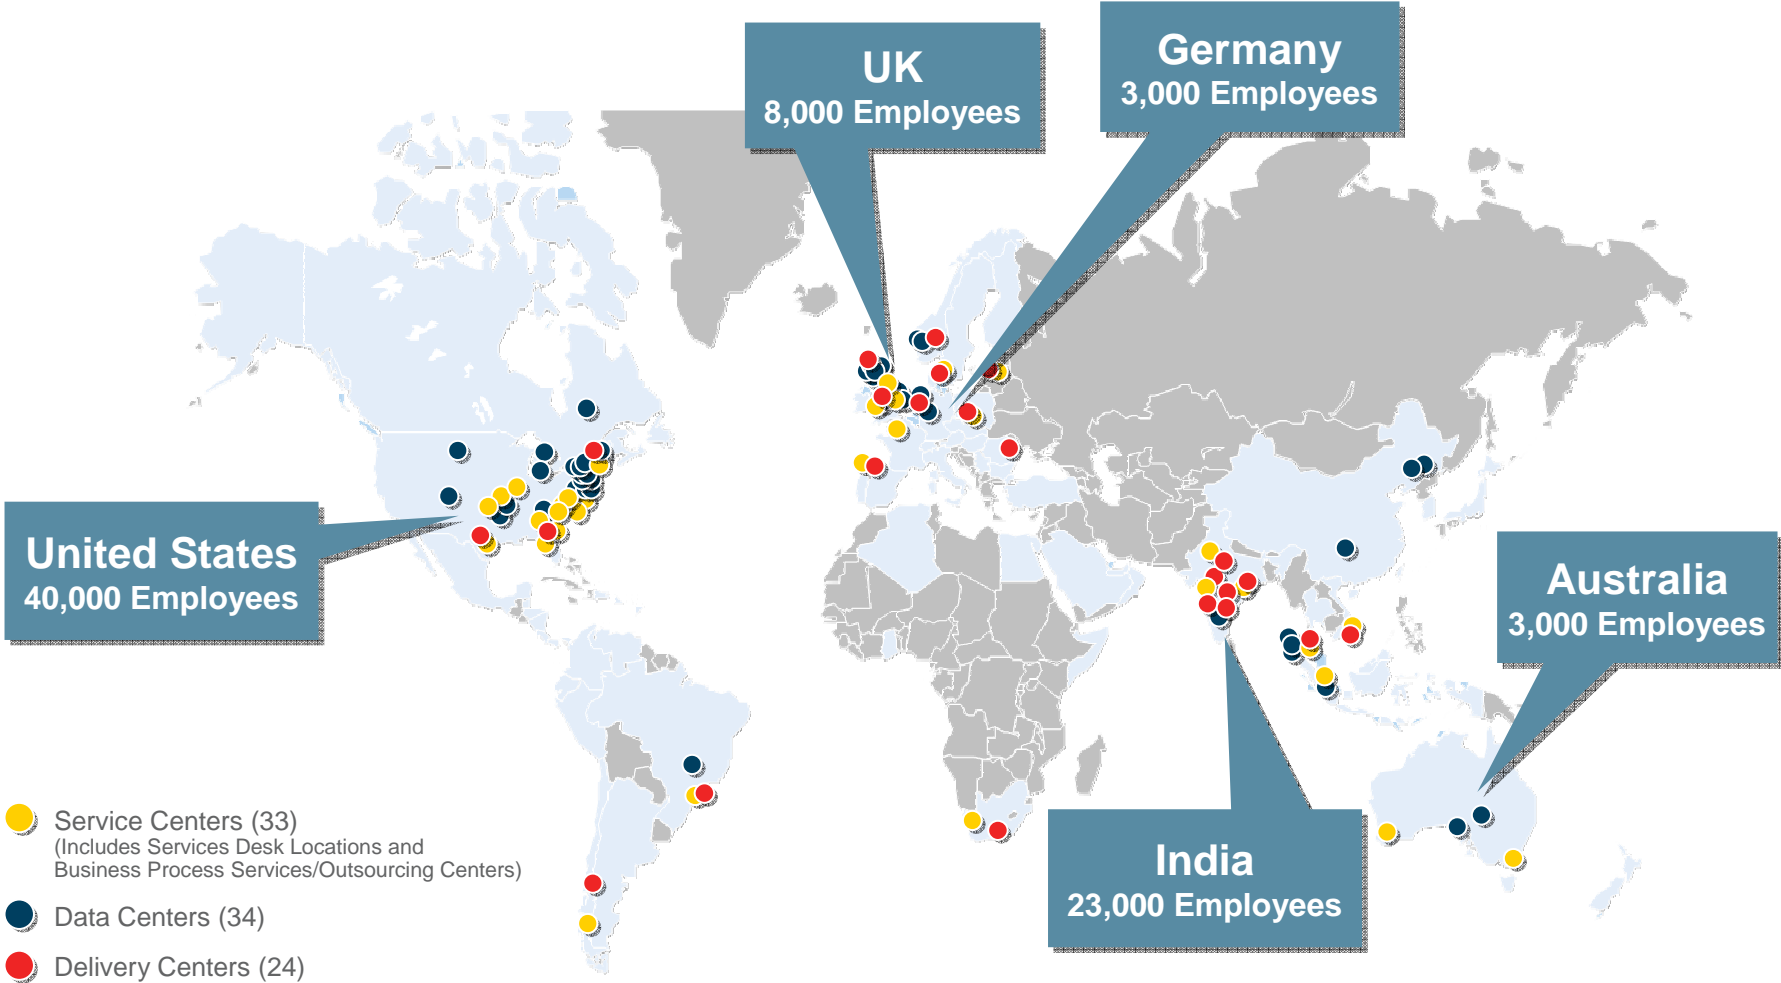 UK
8,000 Employees
Germany
3,000 Employees
United States
40,000 Employees
Australia
3,000 Employees
India
23,000 Employees
Service Centers (33)
(Includes Services Desk Locations and
Business Process Services/Outsourcing Centers)
Data Centers (34)
Delivery Centers (24)